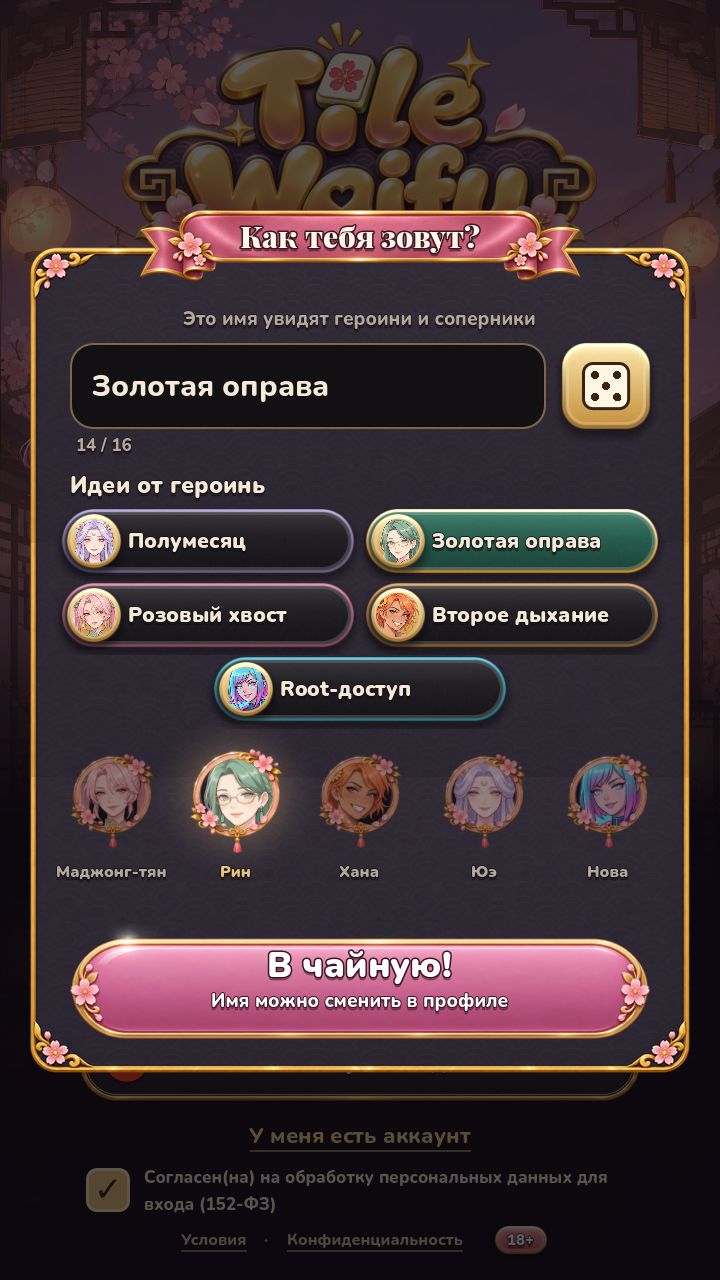 Tile
Waifu
Как тебя зовут?
Это имя увидят героини и соперники
Золотая оправа
14 / 16
Идеи от героинь
Полумесяц
Золотая оправа
Розовый хвост
Второе дыхание
Root-доступ
Маджонг-тян
Рин
Хана
Юэ
Нова
В чайную!
Имя можно сменить в профиле
У меня есть аккаунт
Согласен(на) на обработку персональных данных для
входа (152-ФЗ)
Условия · Конфиденциальность 18+